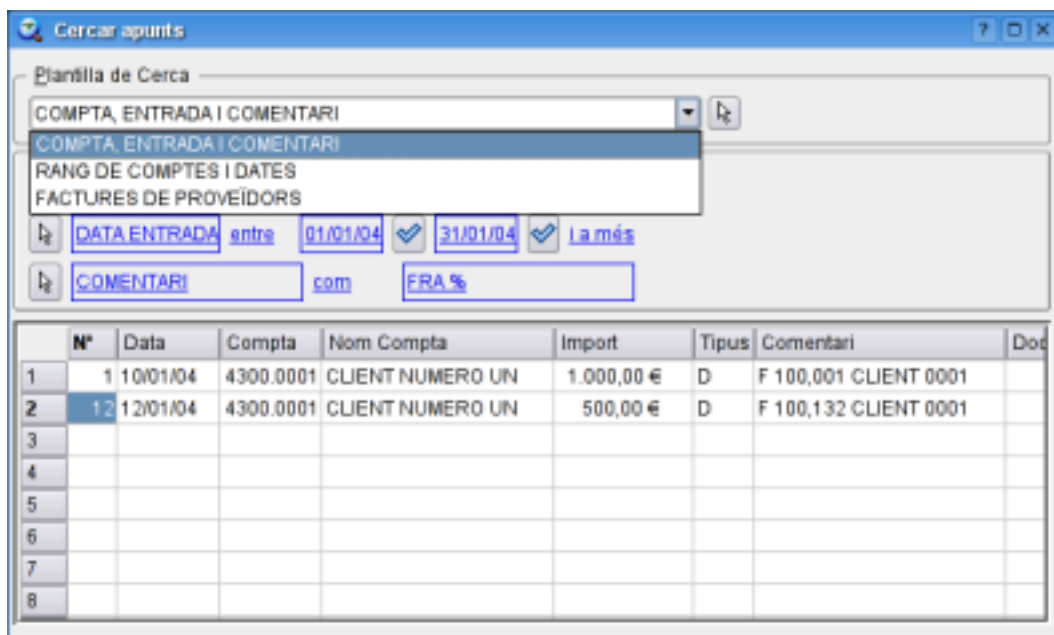 Cercar apunts
Plantilla de Cerca
COMPTA, ENTRADA I COMENTARI
COMPTA, ENTRADA I COMENTARI
RANG DE COMPTES I DATES
FACTURES DE PROVEÏDORS
DATA ENTRADA entre 01/01/04 31/01/04 i a més
COMENTARI com FRA %
Nº Data Compta Nom Compta Import Tipus Comentari Doc
1 1 10/01/04 4300.0001 CLIENT NUMERO UN 1.000,00 € D F 100,001 CLIENT 0001
2 12 12/01/04 4300.0001 CLIENT NUMERO UN 500,00 € D F 100,132 CLIENT 0001
3
4
5
6
7
8